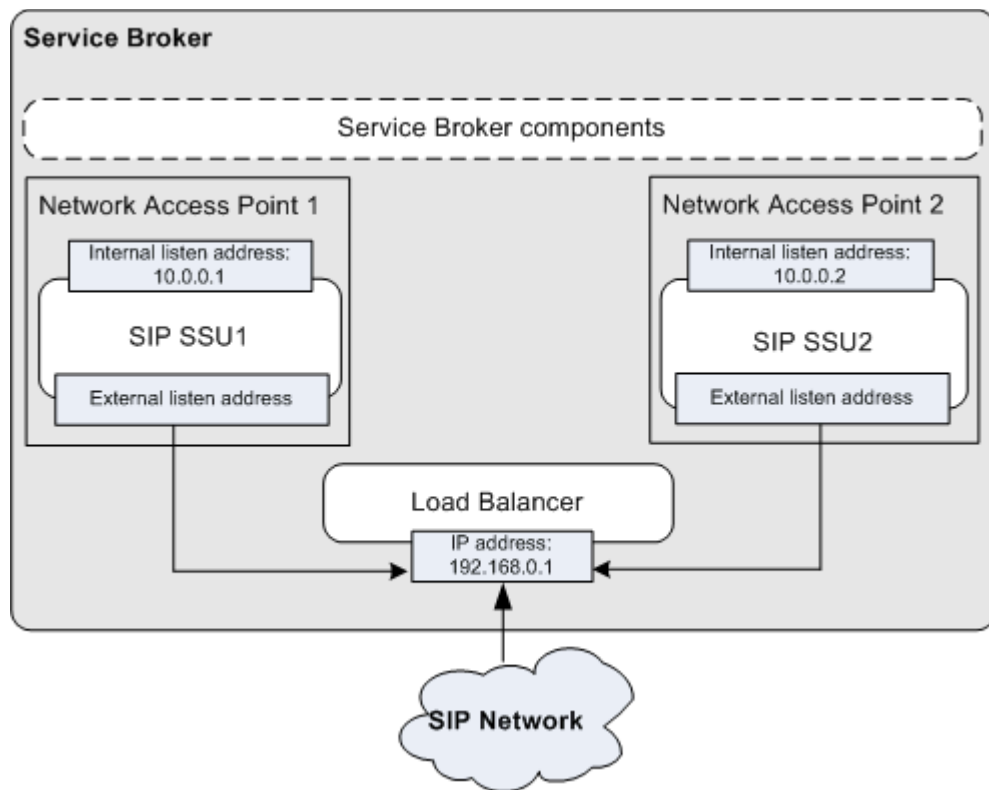 Service Broker
Service Broker components
Network Access Point 1
Internal listen address:
10.0.0.1
SIP SSU1
External listen address
Network Access Point 2
Internal listen address:
10.0.0.2
SIP SSU2
External listen address
Load Balancer
IP address:
192.168.0.1
SIP Network